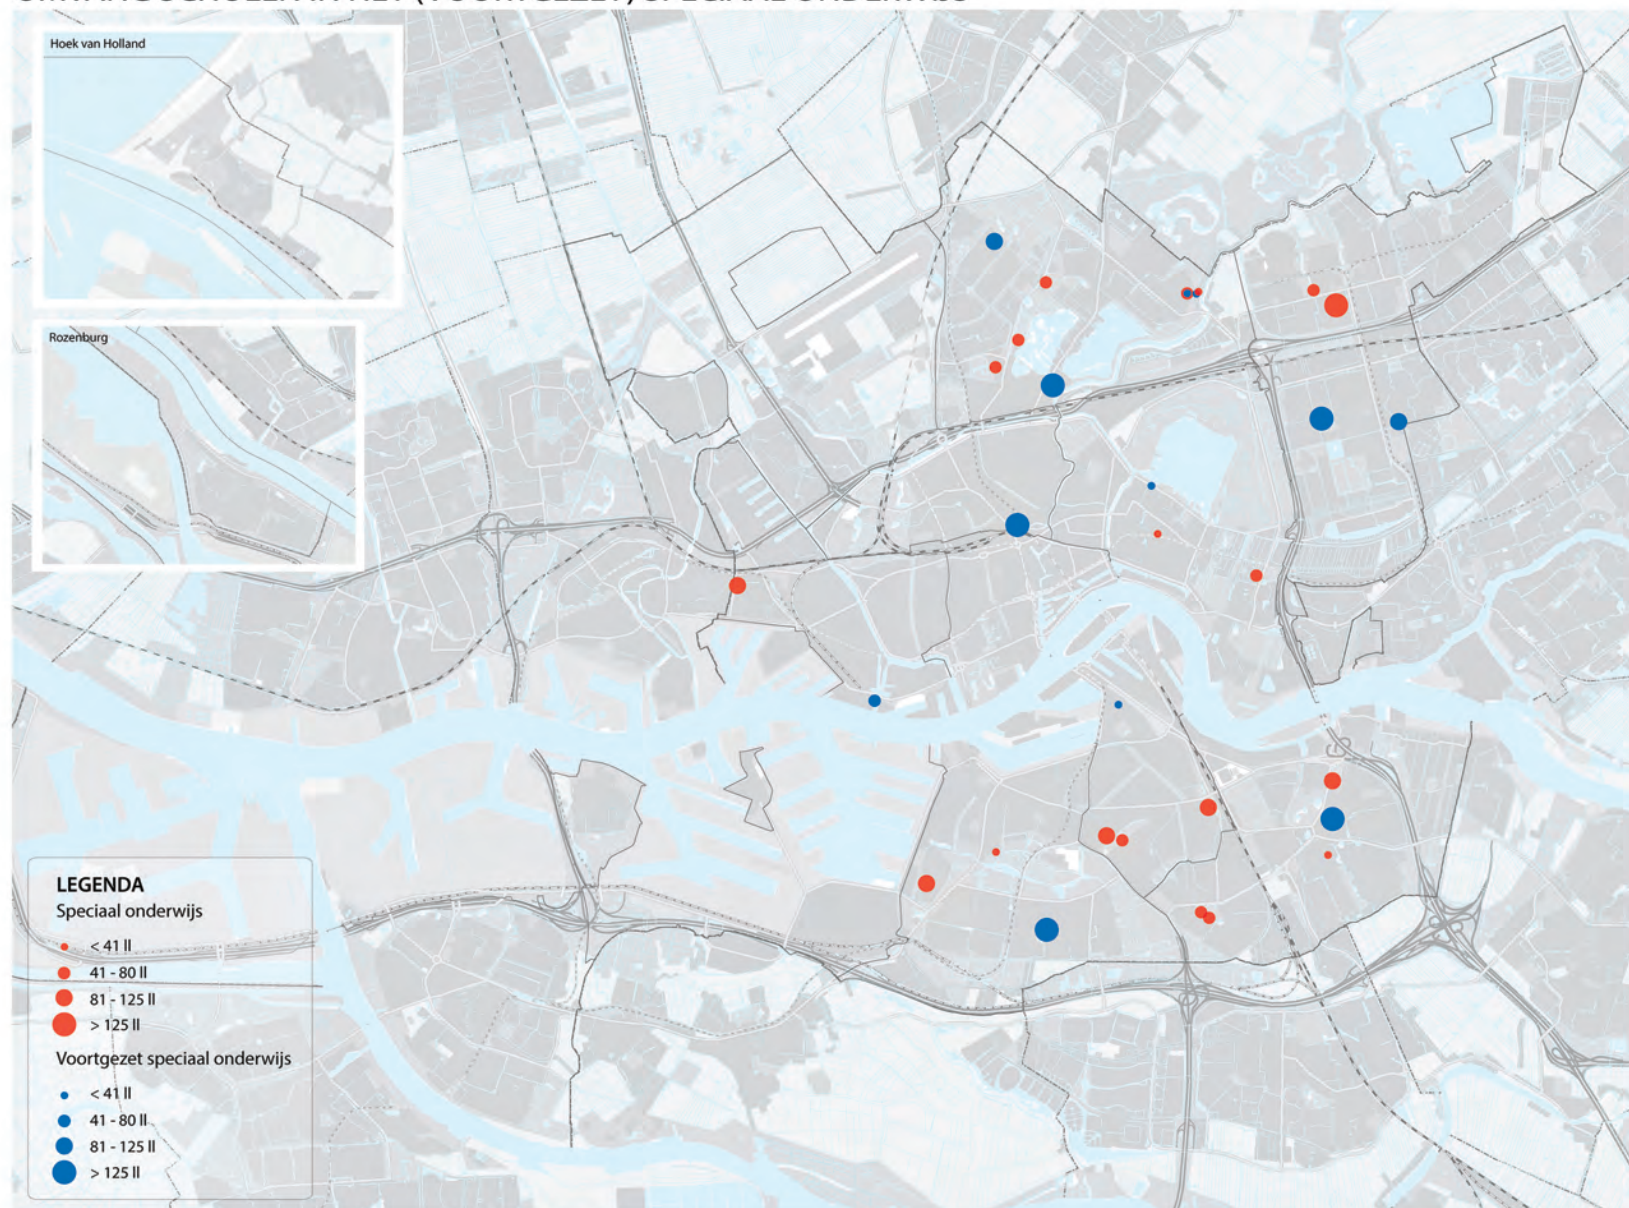 Hoek van Holland
Rozenburg
LEGENDA
Speciaal onderwijs
< 41 ll
41 - 80 ll
81 - 125 ll
> 125 ll
Voortgezet speciaal onderwijs
< 41 ll
41 - 80 ll
81 - 125 ll
> 125 ll